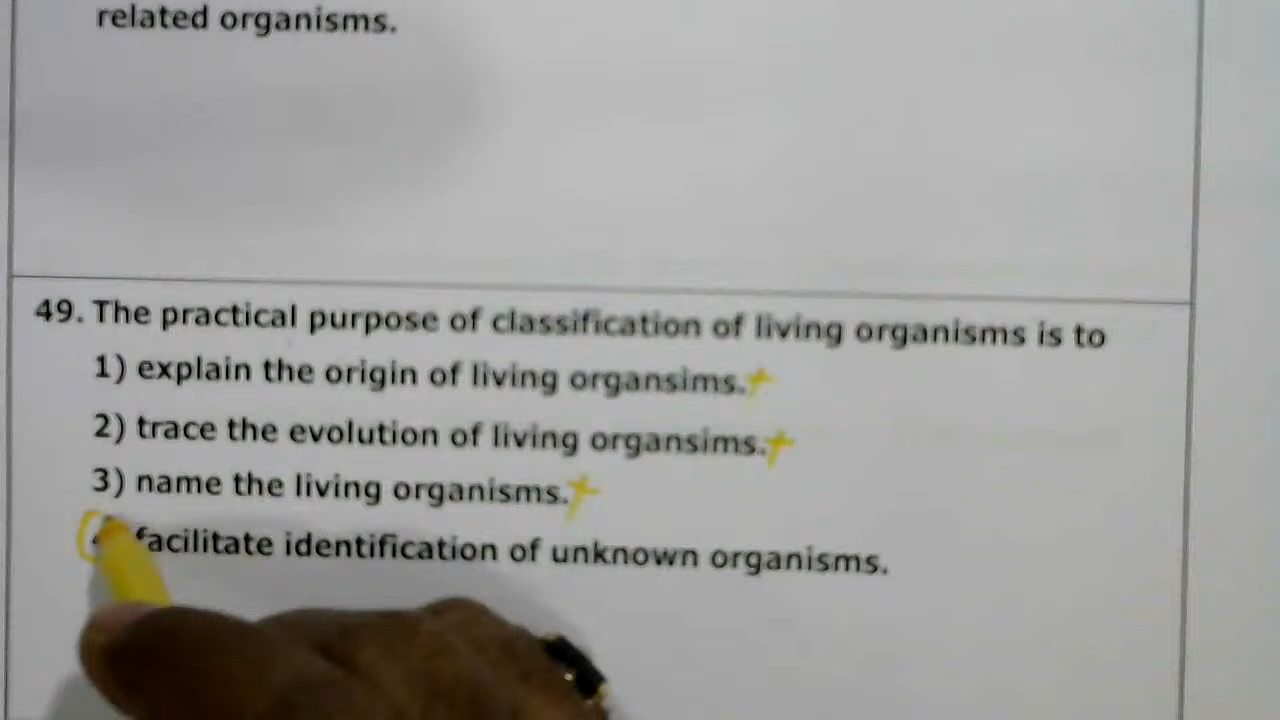 related organisms.
49. The practical purpose of classification of living organisms is to
1) explain the origin of living organsims.
2) trace the evolution of living organsims.
3) name the living organisms.
facilitate identification of unknown organisms.